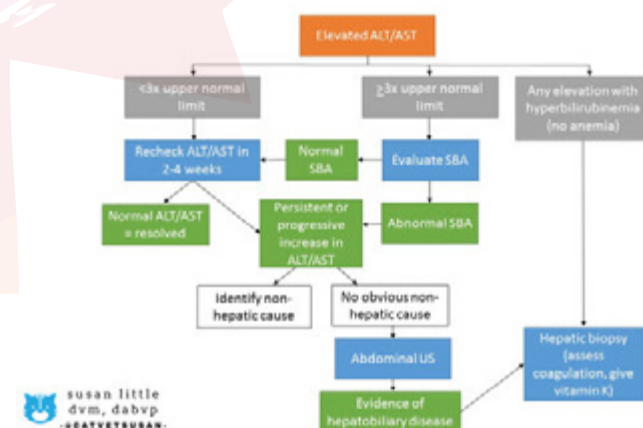 Elevated ALT/AST
<3x upper normal
limit
≥3x upper normal
limit
Any elevation with
hyperbilirubinemia
(no anemia)
Recheck ALT/AST in
2-4 weeks
Normal
SBA
Evaluate SBA
Normal ALT/AST
= resolved
Persistent or
progressive
increase in
ALT/AST
Abnormal SBA
Identify non-
hepatic cause
No obvious non-
hepatic cause
Abdominal US
Hepatic biopsy
(assess
coagulation, give
vitamin K)
Evidence of
hepatobiliary disease
susan little
dvm, dabvp
@CATVETSUSAN